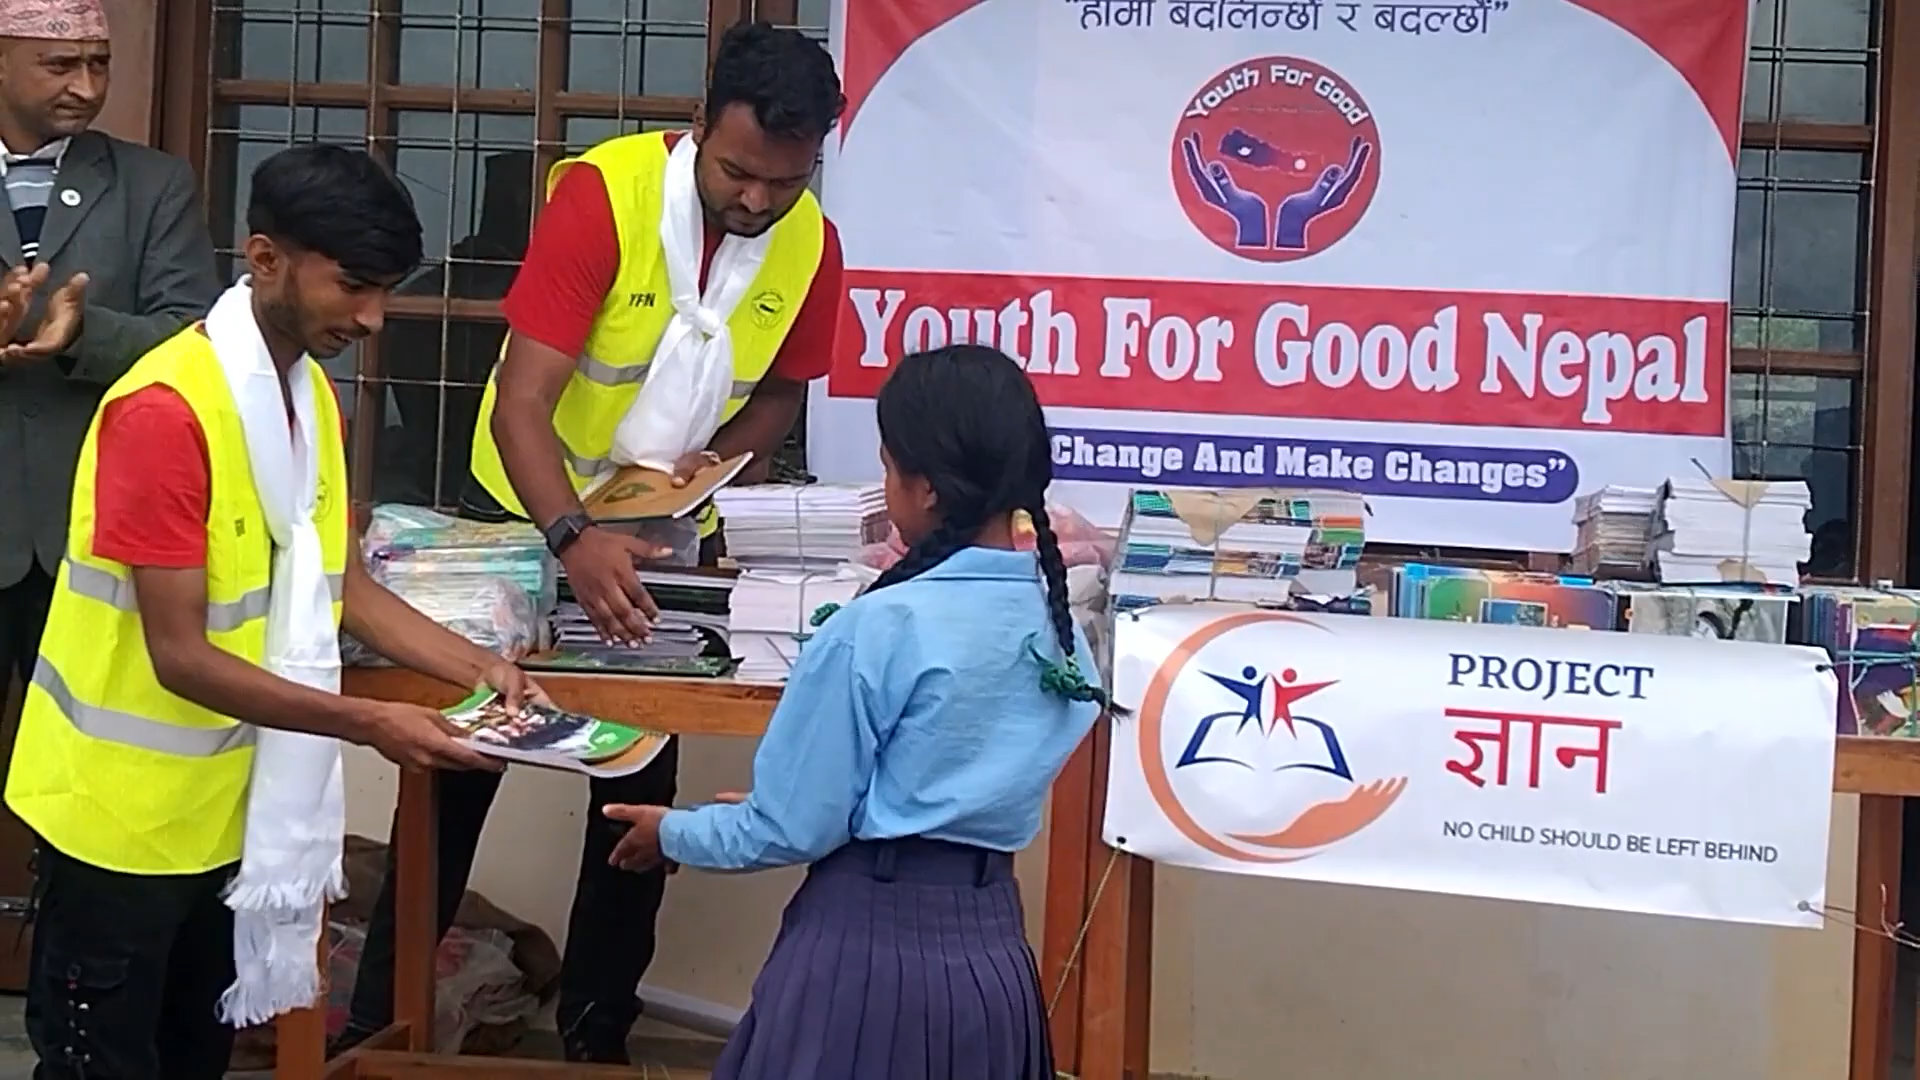 "हामी बदलिन्छौं र बदल्छौं"
Youth For Good
Youth For Good Nepal
Change And Make Changes"
YFN
PROJECT
ज्ञान
NO CHILD SHOULD BE LEFT BEHIND